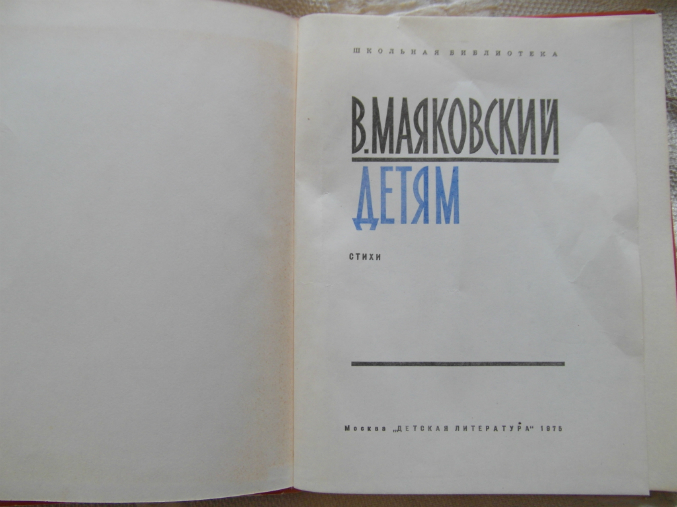 ШКОЛЬНАЯ БИБЛИОТЕКА
В.МАЯКОВСКИЙ
ДЕТЯМ
СТИХИ
Москва „ДЕТСКАЯ ЛИТЕРАТУРА" 1975